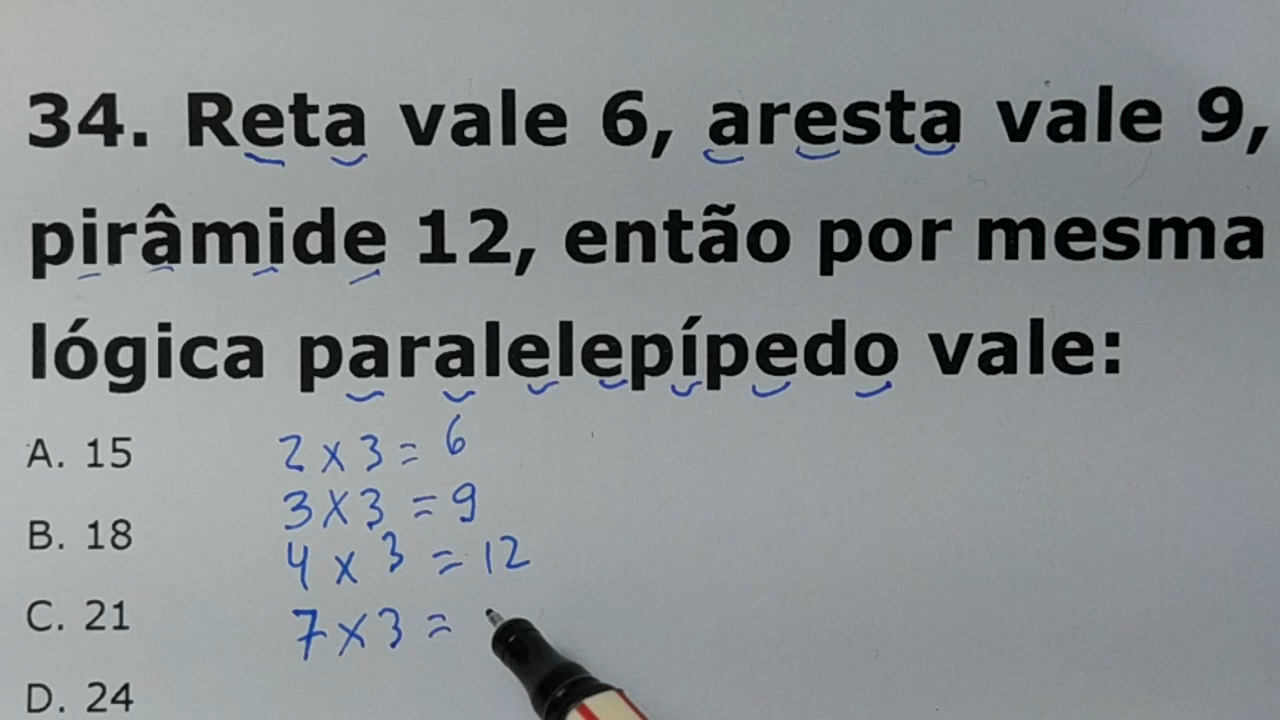 34. Reta vale 6, aresta vale 9,
pirâmide 12, então por mesma
lógica paralelepípedo vale:
A. 15
B. 18
C. 21
D. 24
2 x 3 = 6
3 x 3 = 9
4 x 3 = 12
7 x 3 =